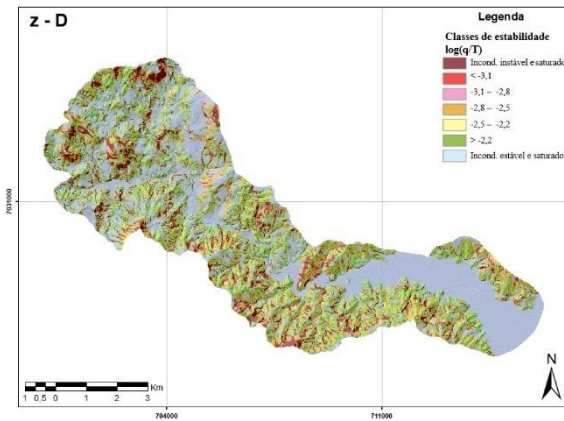 z - D
Legenda
Classes de estabilidade
log(q/T)
Incond. instável e saturado
< -3,1
-3,1 – -2,8
-2,8 – -2,5
-2,5 – -2,2
> -2,2
Incond. estável e saturado
7031000
N
Km
1 0,5 0 1 2 3
704000
711000